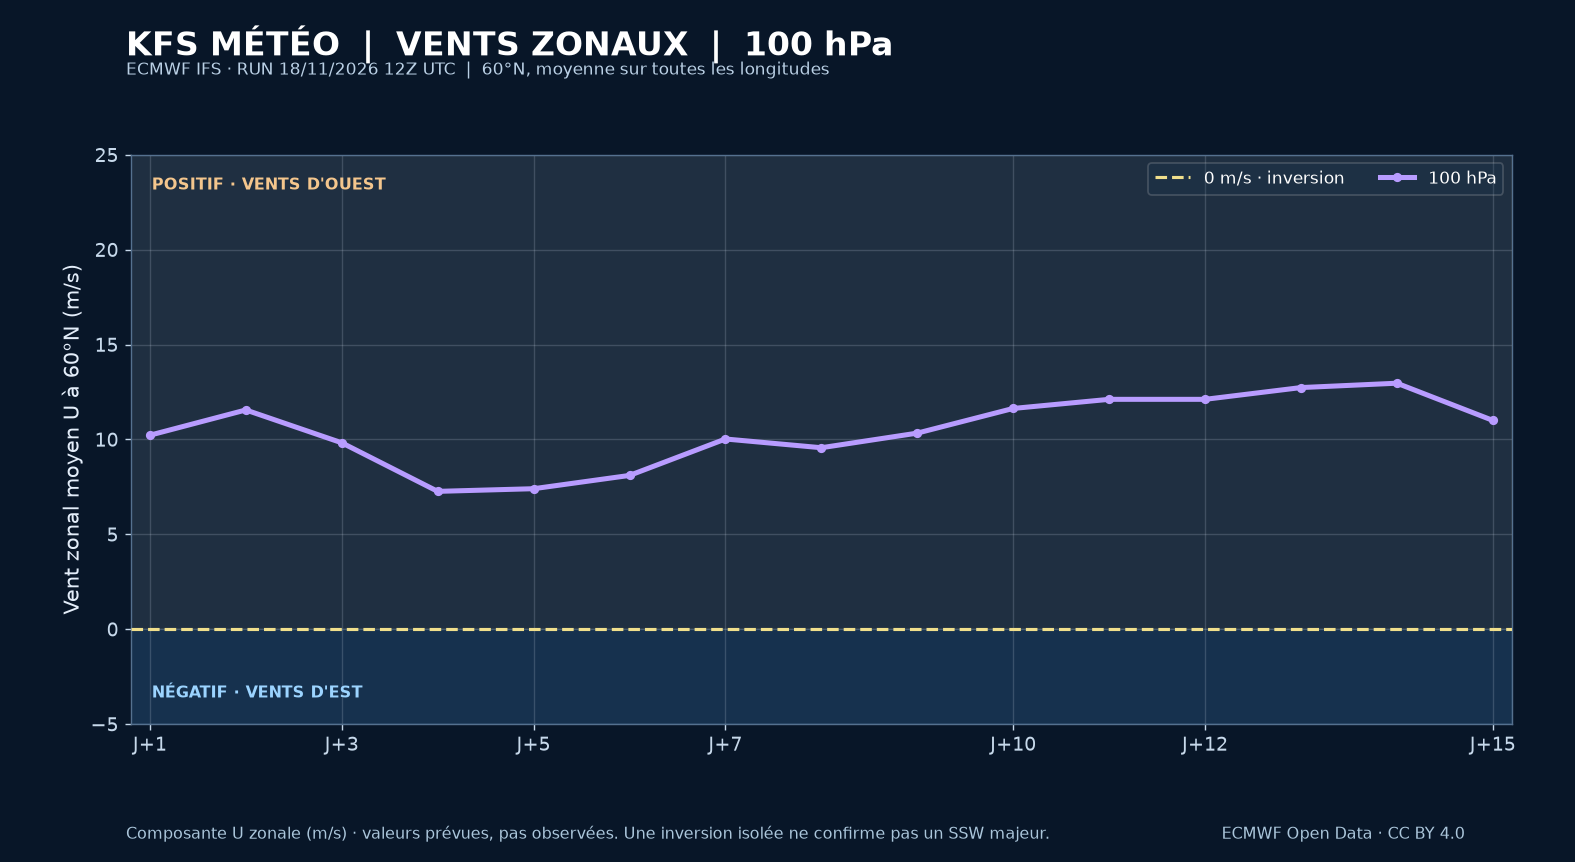 KFS MÉTÉO | VENTS ZONAUX | 100 hPa
ECMWF IFS · RUN 18/11/2026 12Z UTC | 60°N, moyenne sur toutes les longitudes
25
POSITIF · VENTS D'OUEST
0 m/s · inversion
100 hPa
20
15
10
5
0
−5
Vent zonal moyen U à 60°N (m/s)
NÉGATIF · VENTS D'EST
J+1
J+3
J+5
J+7
J+10
J+12
J+15
Composante U zonale (m/s) · valeurs prévues, pas observées. Une inversion isolée ne confirme pas un SSW majeur.
ECMWF Open Data · CC BY 4.0